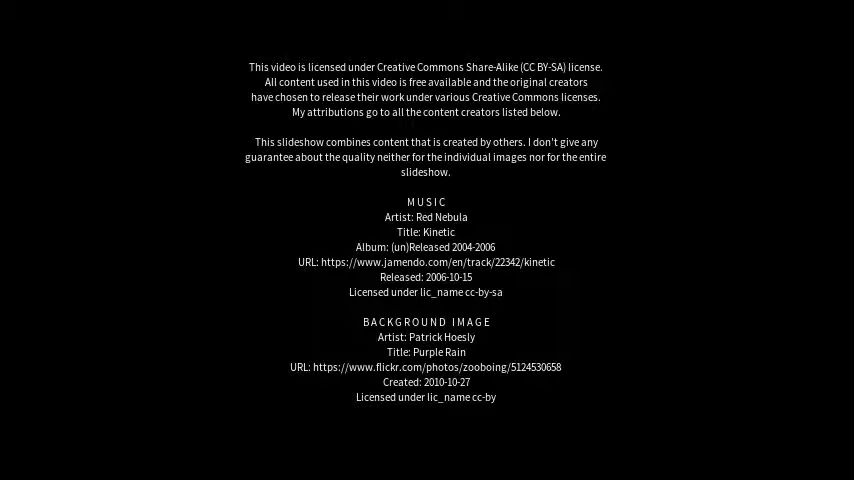 This video is licensed under Creative Commons Share-Alike (CC BY-SA) license.
All content used in this video is free available and the original creators
have chosen to release their work under various Creative Commons licenses.
My attributions go to all the content creators listed below.
This slideshow combines content that is created by others. I don't give any
guarantee about the quality neither for the individual images nor for the entire
slideshow.
M U S I C
Artist: Red Nebula
Title: Kinetic
Album: (un)Released 2004-2006
URL: https://www.jamendo.com/en/track/22342/kinetic
Released: 2006-10-15
Licensed under lic_name cc-by-sa
B A C K G R O U N D   I M A G E
Artist: Patrick Hoesly
Title: Purple Rain
URL: https://www.flickr.com/photos/zooboing/5124530658
Created: 2010-10-27
Licensed under lic_name cc-by